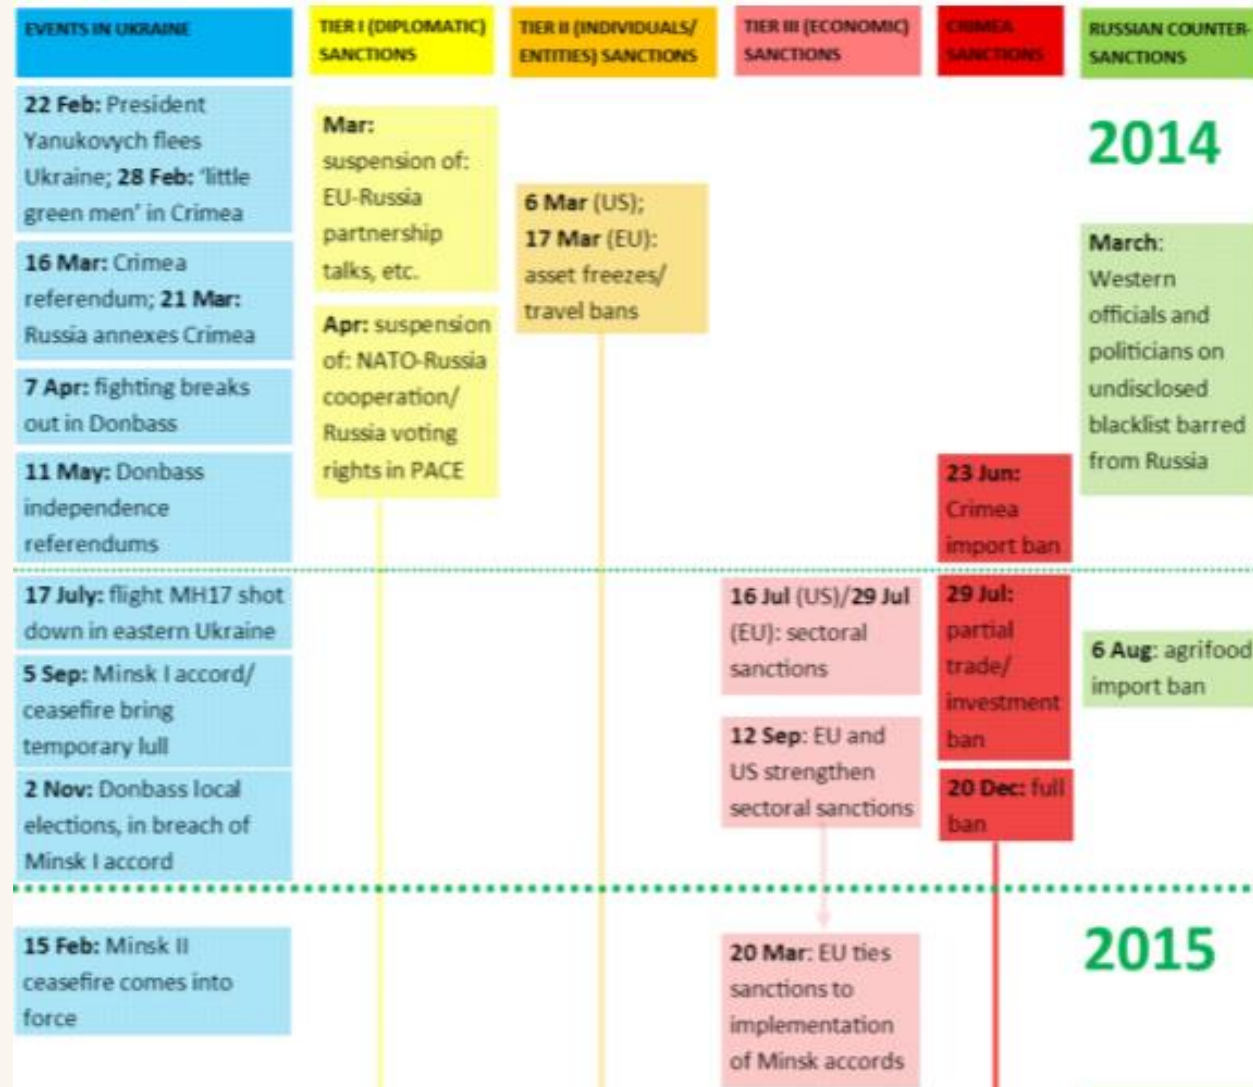 EVENTS IN UKRAINE
22 Feb: President
Yanukovych flees
Ukraine; 28 Feb: ‘little
green men’ in Crimea
16 Mar: Crimea
referendum; 21 Mar:
Russia annexes Crimea
7 Apr: fighting breaks
out in Donbass
11 May: Donbass
independence
referendums
17 July: flight MH17 shot
down in eastern Ukraine
5 Sep: Minsk I accord/
ceasefire bring
temporary lull
2 Nov: Donbass local
elections, in breach of
Minsk I accord
15 Feb: Minsk II
ceasefire comes into
force
TIER I (DIPLOMATIC)
SANCTIONS
Mar:
suspension of:
EU-Russia
partnership
talks, etc.
Apr: suspension
of: NATO-Russia
cooperation/
Russia voting
rights in PACE
TIER II (INDIVIDUALS/
ENTITIES) SANCTIONS
6 Mar (US);
17 Mar (EU):
asset freezes/
travel bans
TIER III (ECONOMIC)
SANCTIONS
16 Jul (US)/29 Jul
(EU): sectoral
sanctions
12 Sep: EU and
US strengthen
sectoral sanctions
20 Mar: EU ties
sanctions to
implementation
of Minsk accords
CRIMEA
SANCTIONS
23 Jun:
Crimea
import ban
29 Jul:
partial
trade/
investment
ban
20 Dec: full
ban
RUSSIAN COUNTER-
SANCTIONS
2014
March:
Western
officials and
politicians on
undisclosed
blacklist barred
from Russia
6 Aug: agrifood
import ban
2015